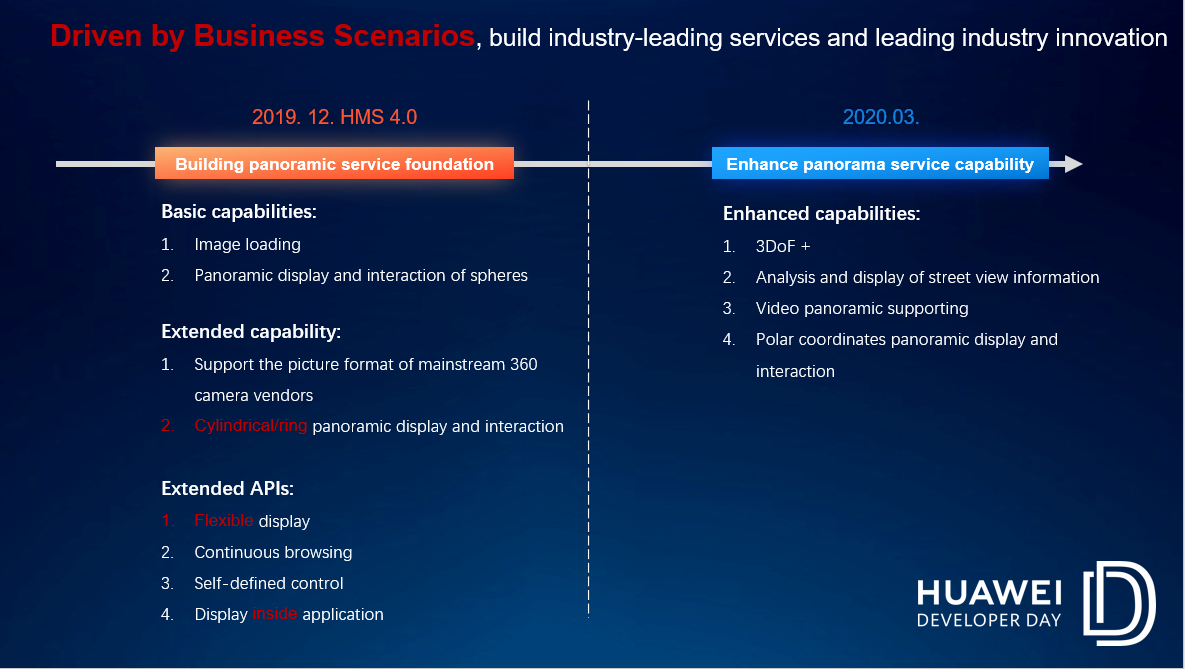 Driven by Business Scenarios, build industry-leading services and leading industry innovation
2019. 12. HMS 4.0
Building panoramic service foundation
Basic capabilities:
1. Image loading
2. Panoramic display and interaction of spheres
Extended capability:
1. Support the picture format of mainstream 360
camera vendors
2. Cylindrical/ring panoramic display and interaction
Extended APIs:
1. Flexible display
2. Continuous browsing
3. Self-defined control
4. Display inside application
2020.03.
Enhance panorama service capability
Enhanced capabilities:
1. 3DoF +
2. Analysis and display of street view information
3. Video panoramic supporting
4. Polar coordinates panoramic display and
interaction
HUAWEI
DEVELOPER DAY